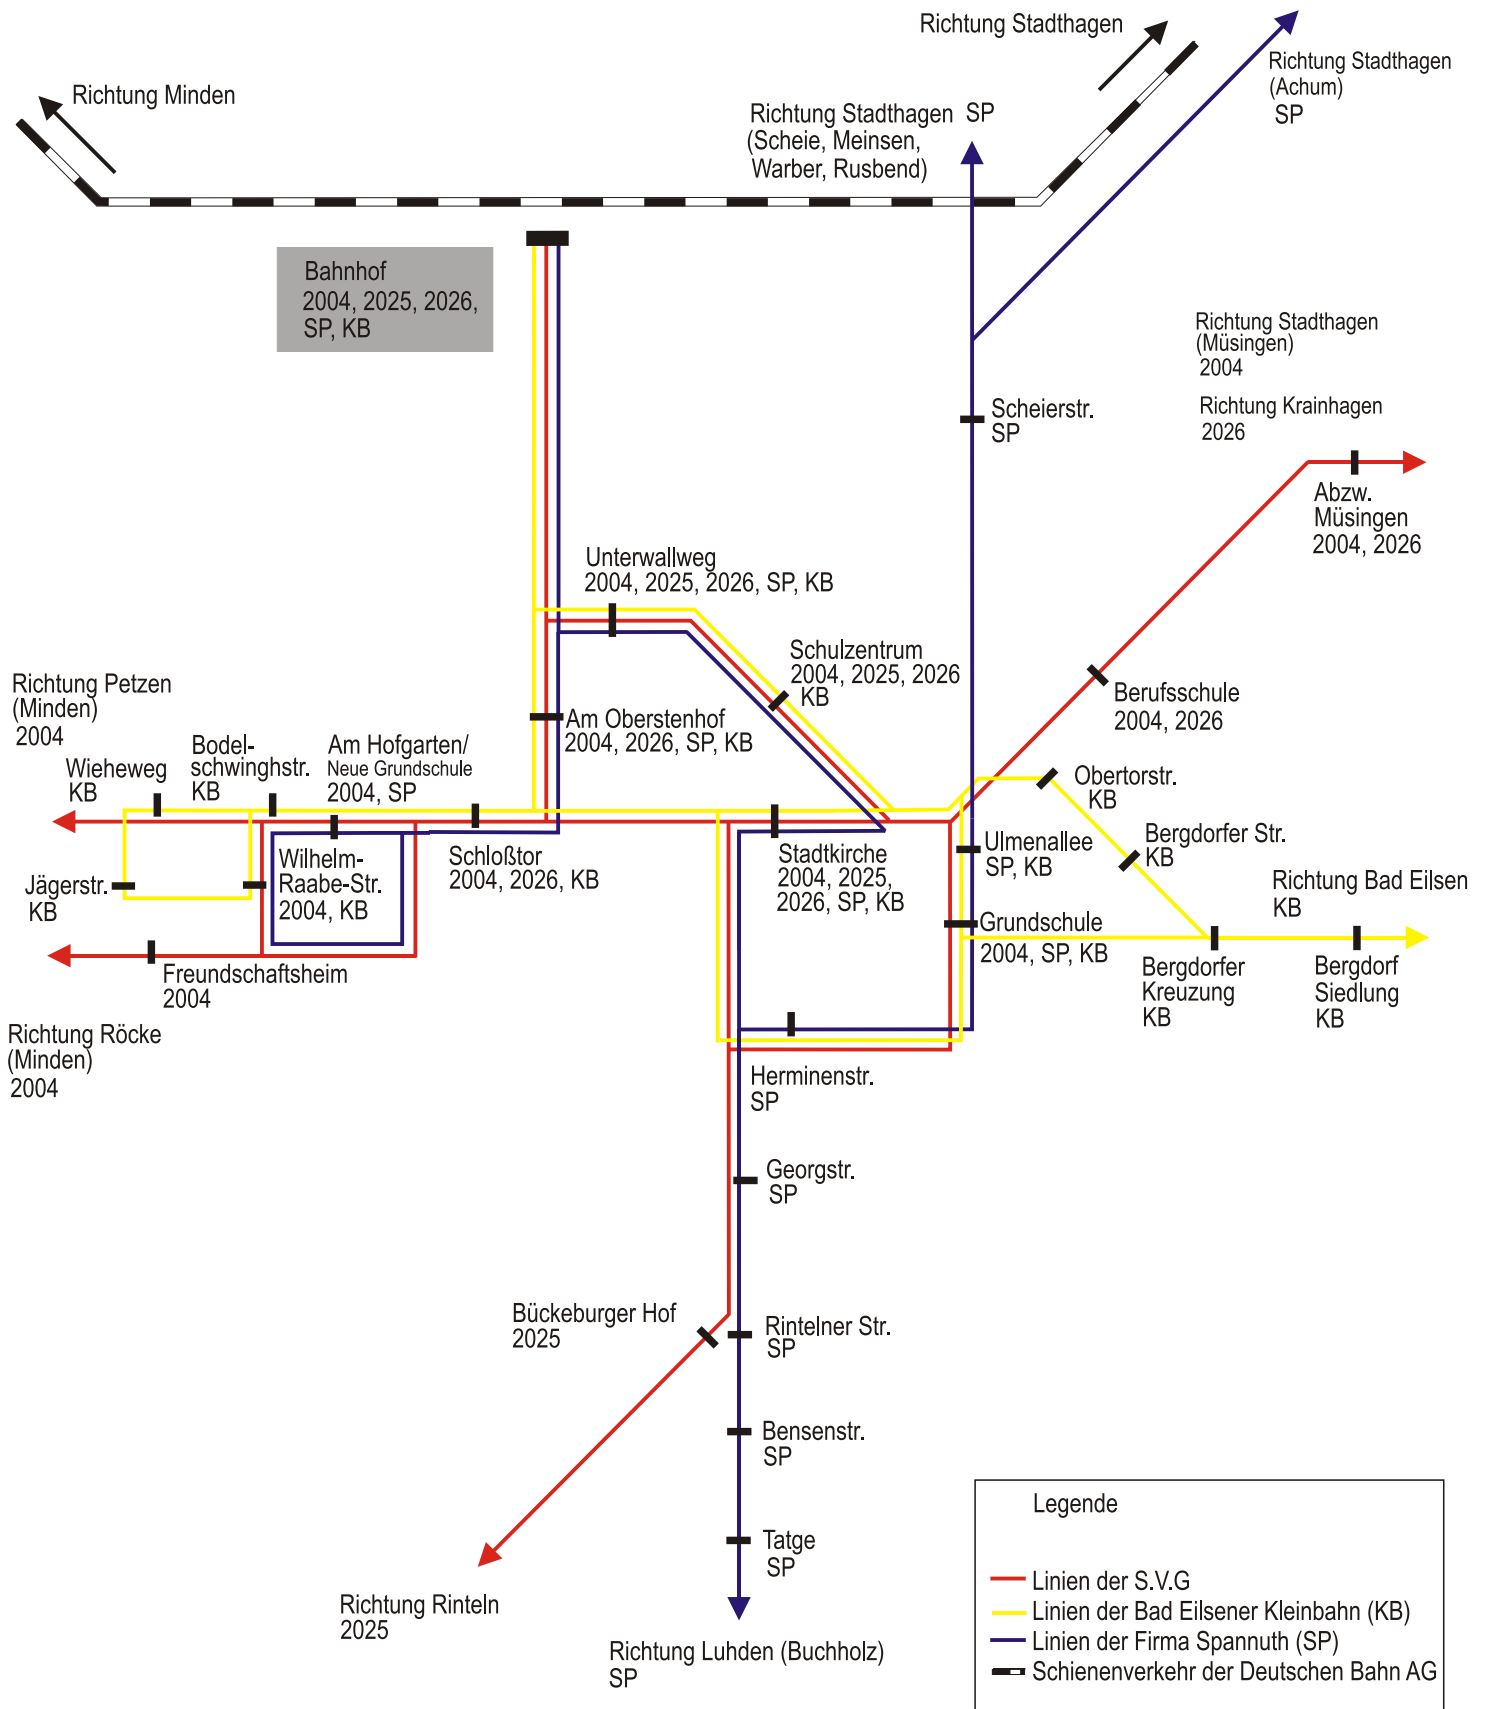 Richtung Stadthagen
Richtung Stadthagen
(Achum)
SP
Richtung Minden
Richtung Stadthagen SP
(Scheie, Meinsen,
Warber, Rusbend)
Bahnhof
2004, 2025, 2026,
SP, KB
Richtung Stadthagen
(Müsingen)
2004
Richtung Krainhagen
2026
Scheierstr.
SP
Abzw.
Müsingen
2004, 2026
Unterwallweg
2004, 2025, 2026, SP, KB
Schulzentrum
2004, 2025, 2026
KB
Berufsschule
2004, 2026
Richtung Petzen
(Minden)
2004
Am Oberstenhof
2004, 2026, SP, KB
Wieheweg
KB
Bodel-
schwinghstr.
KB
Am Hofgarten/
Neue Grundschule
2004, SP
Obertorstr.
KB
Bergdorfer Str.
KB
Jägerstr.
KB
Wilhelm-
Raabe-Str.
2004, KB
Schloßtor
2004, 2026, KB
Stadtkirche
2004, 2025,
2026, SP, KB
Ulmenallee
SP, KB
Grundschule
2004, SP, KB
Richtung Bad Eilsen
KB
Bergdorfer
Kreuzung
KB
Bergdorf
Siedlung
KB
Freundschaftsheim
2004
Richtung Röcke
(Minden)
2004
Herminenstr.
SP
Georgstr.
SP
Bückeburger Hof
2025
Rintelner Str.
SP
Bensenstr.
SP
Tatge
SP
Richtung Rinteln
2025
Richtung Luhden (Buchholz)
SP
Legende
Linien der S.V.G
Linien der Bad Eilsener Kleinbahn (KB)
Linien der Firma Spannuth (SP)
Schienenverkehr der Deutschen Bahn AG